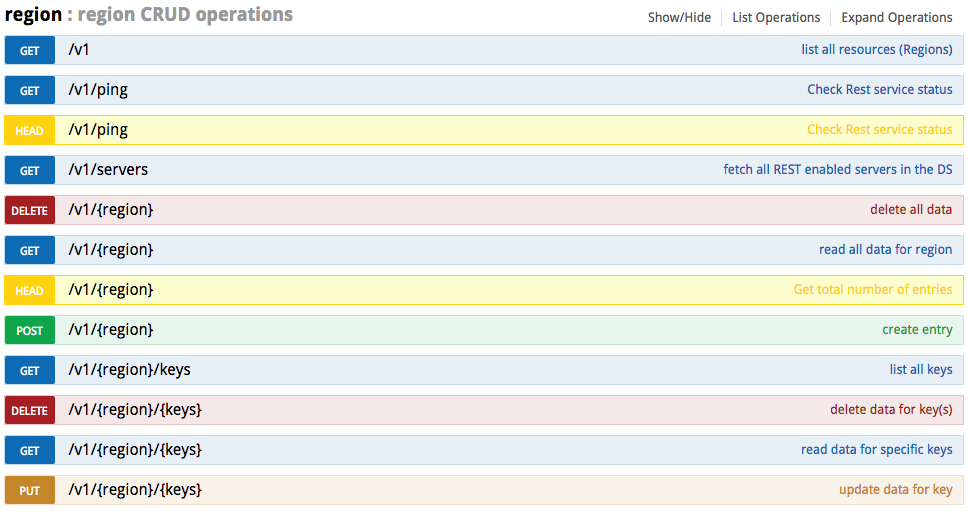 region : region CRUD operations
Show/Hide List Operations Expand Operations
GET /v1 list all resources (Regions)
GET /v1/ping Check Rest service status
HEAD /v1/ping Check Rest service status
GET /v1/servers fetch all REST enabled servers in the DS
DELETE /v1/{region} delete all data
GET /v1/{region} read all data for region
HEAD /v1/{region} Get total number of entries
POST /v1/{region} create entry
GET /v1/{region}/keys list all keys
DELETE /v1/{region}/{keys} delete data for key(s)
GET /v1/{region}/{keys} read data for specific keys
PUT /v1/{region}/{keys} update data for key